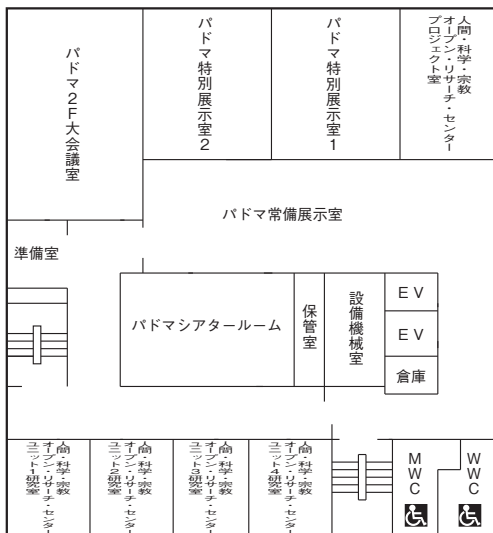 パドマ2F大会議室
パドマ特別展示室2
パドマ特別展示室1
人間・科学・宗教
オープン・リサーチ・センター
プロジェクト室
パドマ常備展示室
準備室
パドマシアタールーム
保管室
設備機械室
EV
EV
倉庫
人間・科学・宗教
オープン・リサーチ・センター
ユニット1研究室
人間・科学・宗教
オープン・リサーチ・センター
ユニット2研究室
人間・科学・宗教
オープン・リサーチ・センター
ユニット3研究室
人間・科学・宗教
オープン・リサーチ・センター
ユニット4研究室
MWC
WWC